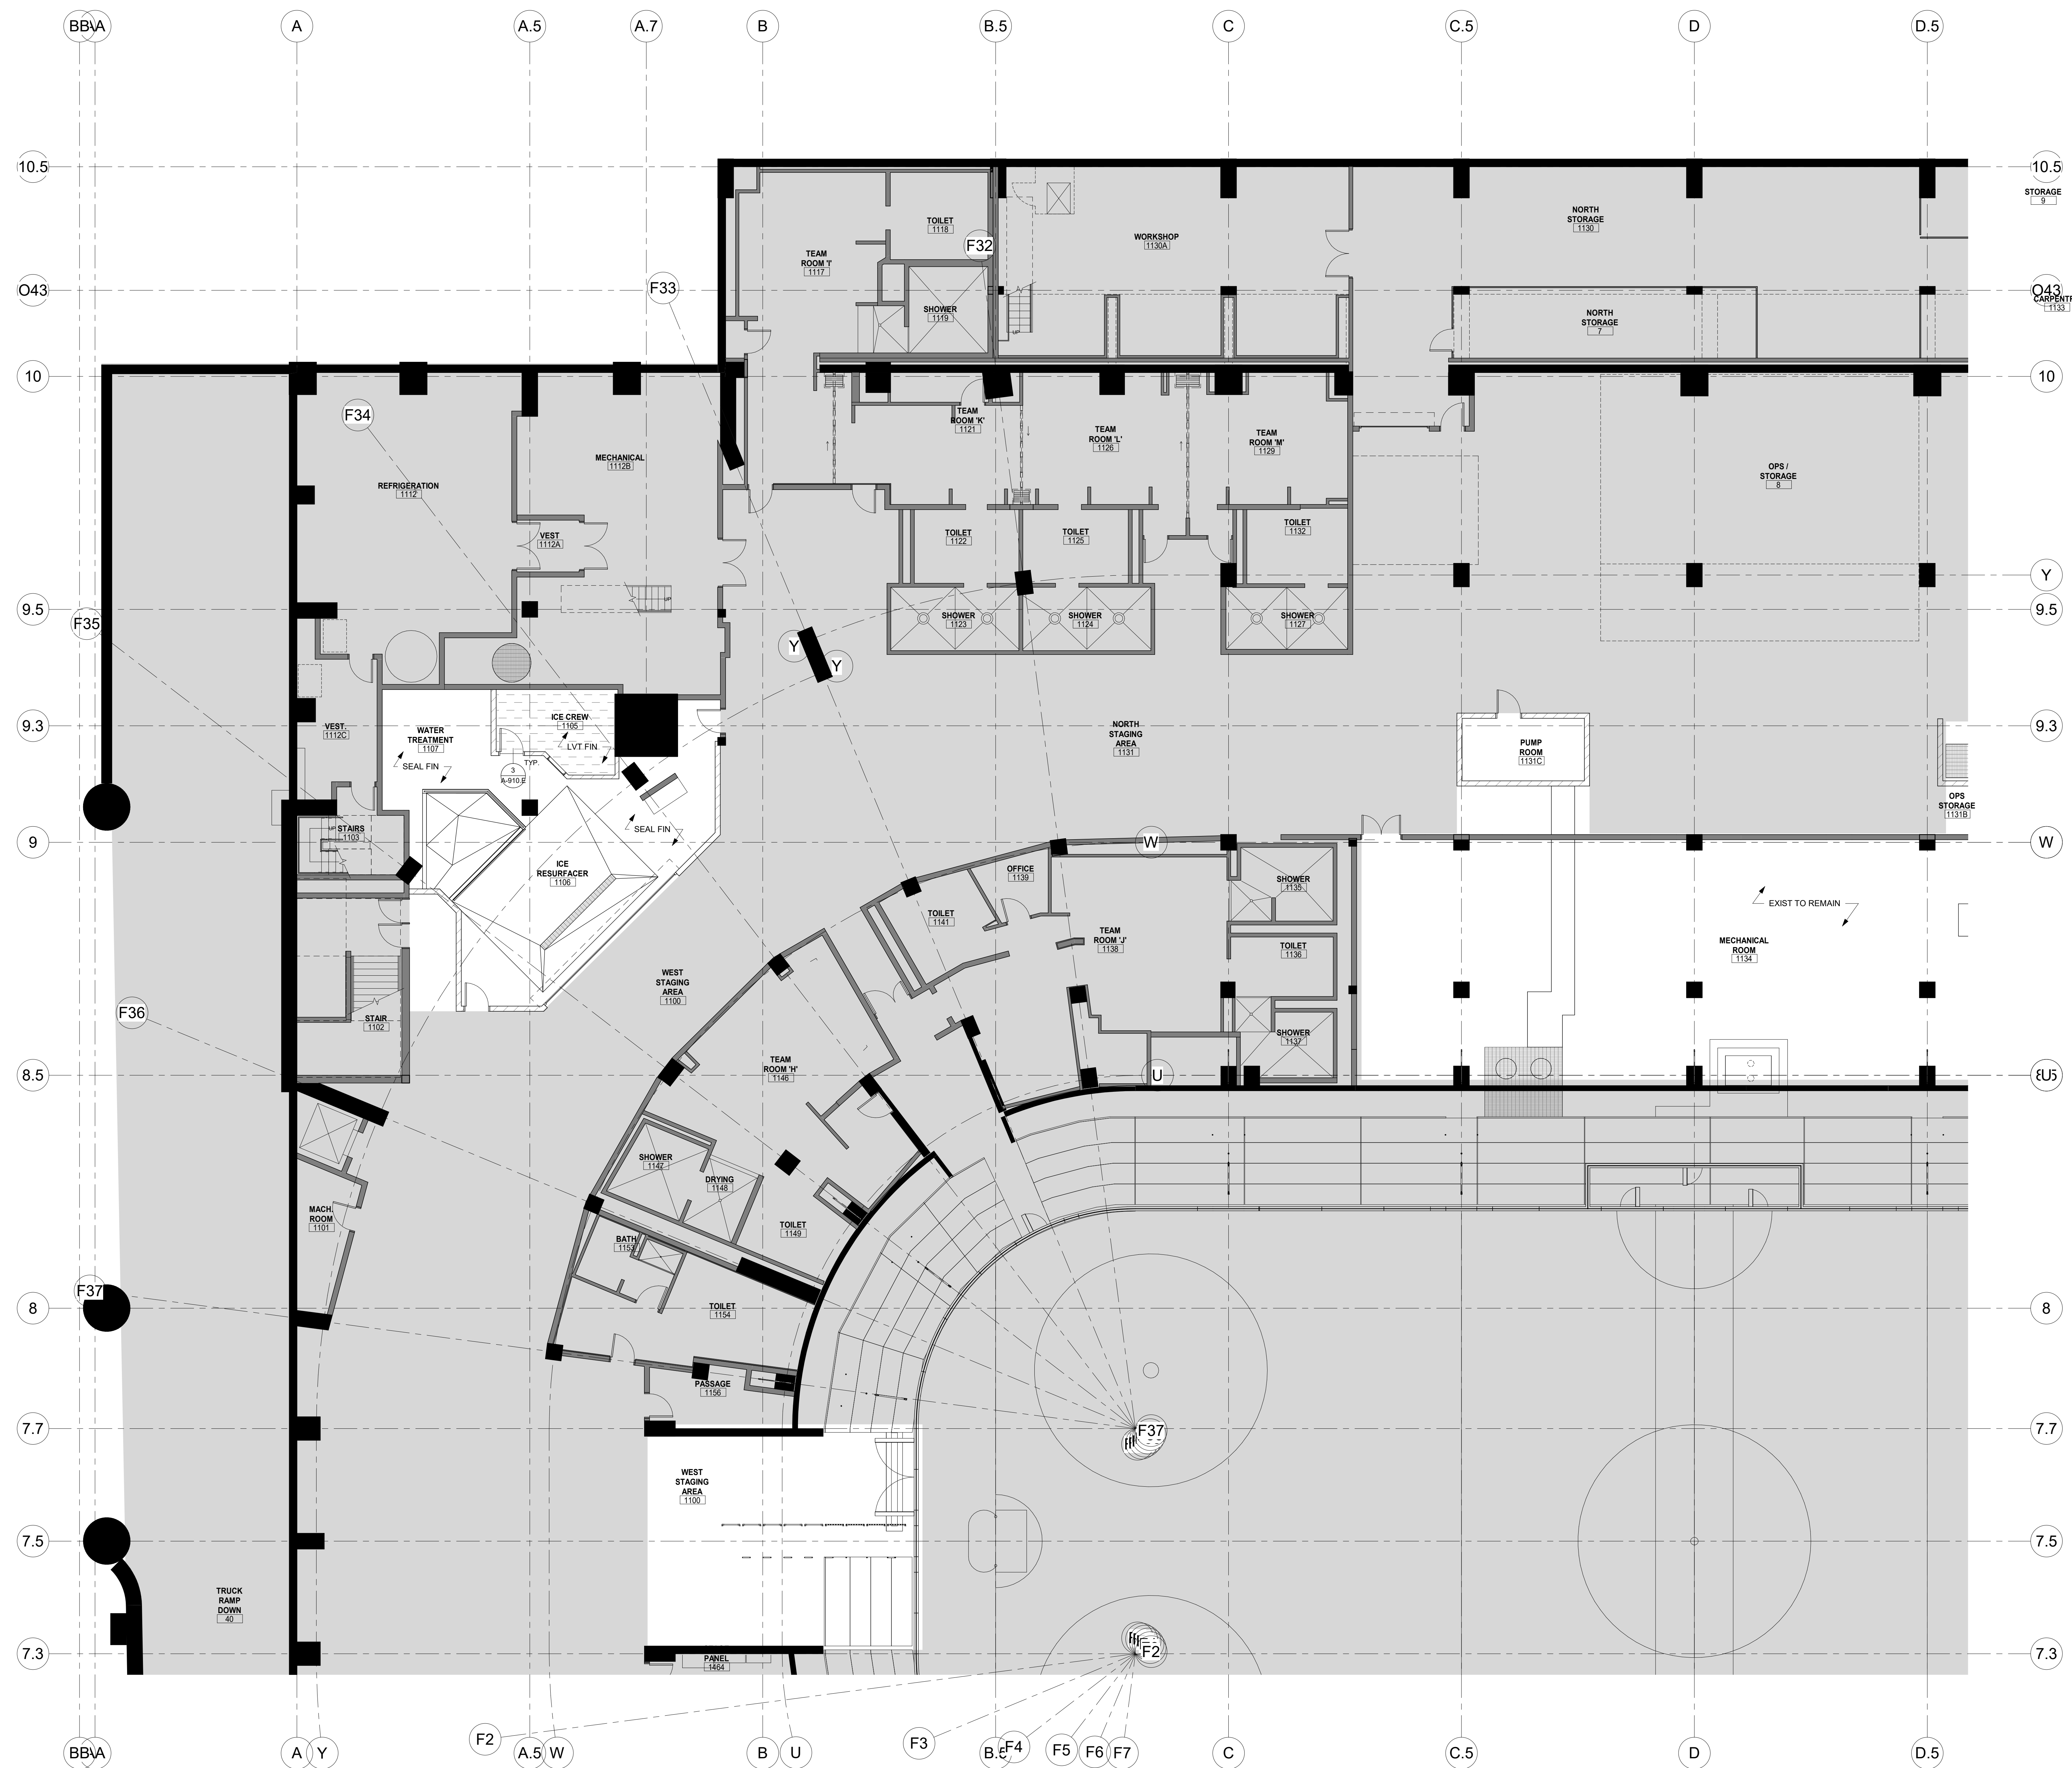 A
A
A.5
A.7
B
B.5
C
C.5
D
D.5
10.5
10.5
STORAGE
9
NORTH
STORAGE
1130
TOILET
1118
WORKSHOP
1130A
F32
TEAM
ROOM 'I'
1117
F33
O43
O43
CARPENTR
1133
SHOWER
1119
UP
NORTH
STORAGE
7
10
10
F34
TEAM
ROOM 'K'
1121
TEAM
ROOM 'L'
1126
TEAM
ROOM 'M'
1129
MECHANICAL
1112B
OPS /
STORAGE
8
REFRIGERATION
1112
TOILET
1122
TOILET
1125
TOILET
1132
VEST
1112A
Y
UP
9.5
9.5
F35
SHOWER
1123
SHOWER
1124
SHOWER
1127
Y
Y
ICE CREW
1105
LVT FIN
VEST.
1112C
WATER
TREATMENT
1107
SEAL FIN
9.3
9.3
NORTH
STAGING
AREA
1131
PUMP
ROOM
1131C
TYP.
3
A-910.E
OPS
STORAGE
1131B
UP
STAIRS
1103
SEAL FIN
9
W
W
ICE
RESURFACER
1106
OFFICE
1139
SHOWER
1135
EXIST TO REMAIN
TOILET
1141
TEAM
ROOM 'J'
1138
TOILET
1136
MECHANICAL
ROOM
1134
WEST
STAGING
AREA
1100
F36
STAIR
1102
SHOWER
1137
8.5
U
TEAM
ROOM 'H'
1146
SHOWER
1147
DRYING
1148
MACH.
ROOM
1101
TOILET
1149
BATH
1153
F37
8
8
TOILET
1154
PASSAGE
1156
7.7
F37
7.7
WEST
STAGING
AREA
1100
7.5
7.5
TRUCK
RAMP
DOWN
40
7.3
PANEL
1464
F2
7.3
F2
F3
F4
F5
F6
F7
A
A
Y
A.5
W
B
U
C
C.5
D
D.5